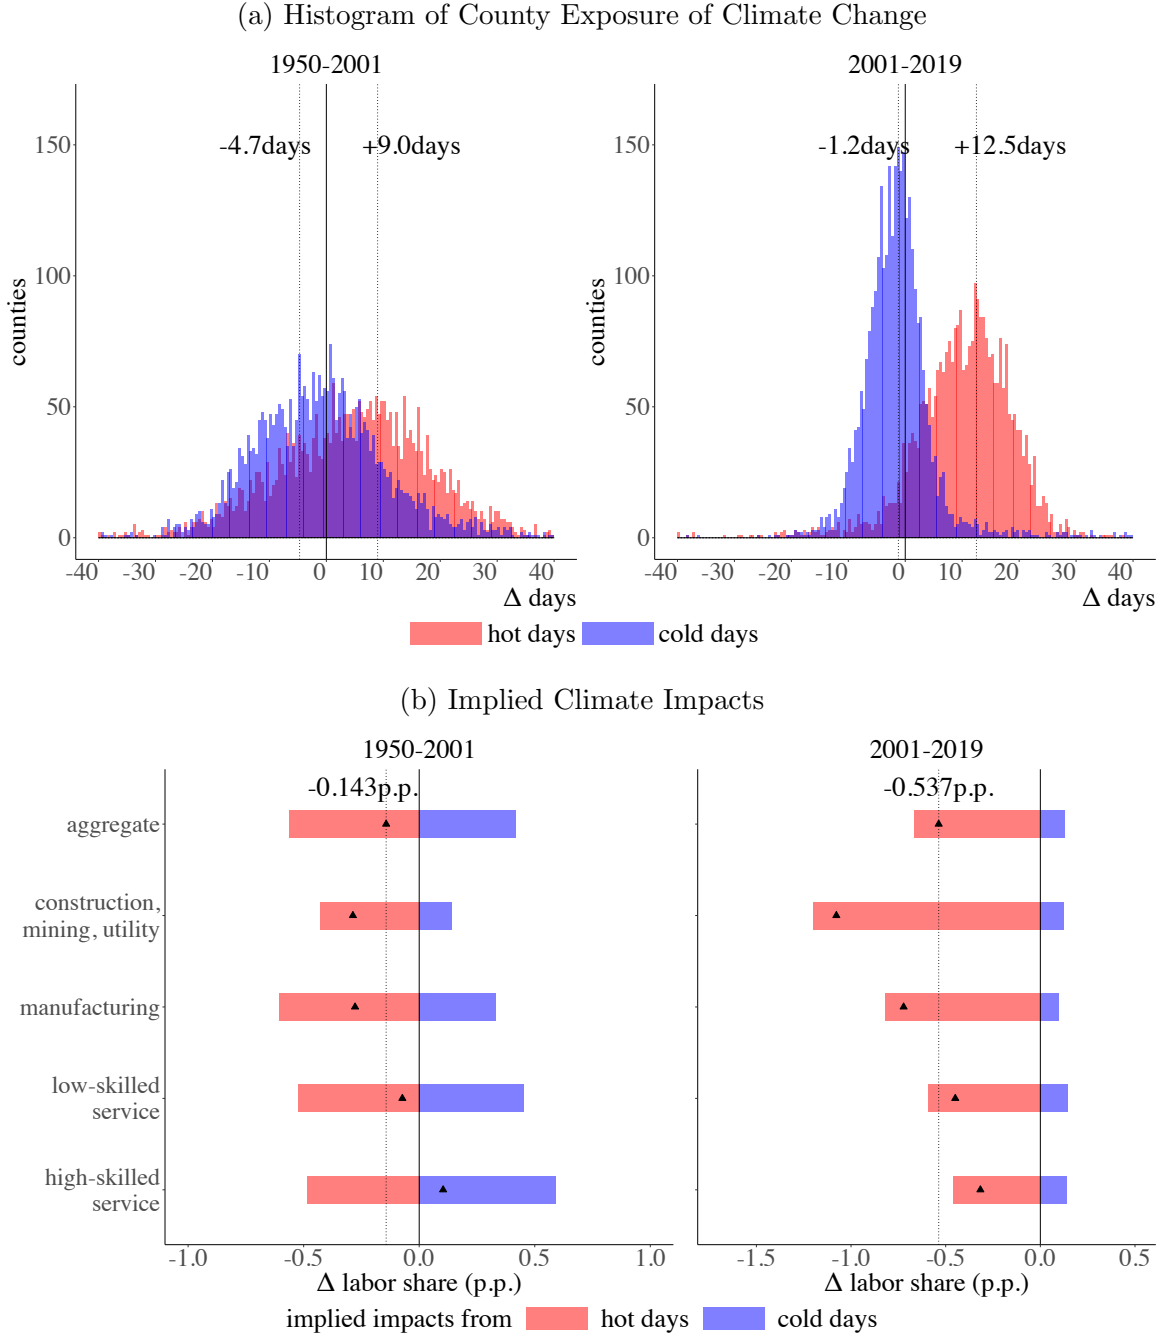 (a) Histogram of County Exposure of Climate Change
1950-2001
2001-2019
-4.7days
+9.0days
-1.2days
+12.5days
counties
150
100
50
0
counties
150
100
50
0
-40 -30 -20 -10 0 10 20 30 40
-40 -30 -20 -10 0 10 20 30 40
Δ days
Δ days
hot days
cold days
(b) Implied Climate Impacts
1950-2001
2001-2019
-0.143p.p.
-0.537p.p.
aggregate
construction,
mining, utility
manufacturing
low-skilled
service
high-skilled
service
-1.0 -0.5 0.0 0.5 1.0
-1.5 -1.0 -0.5 0.0 0.5
Δ labor share (p.p.)
Δ labor share (p.p.)
implied impacts from hot days cold days